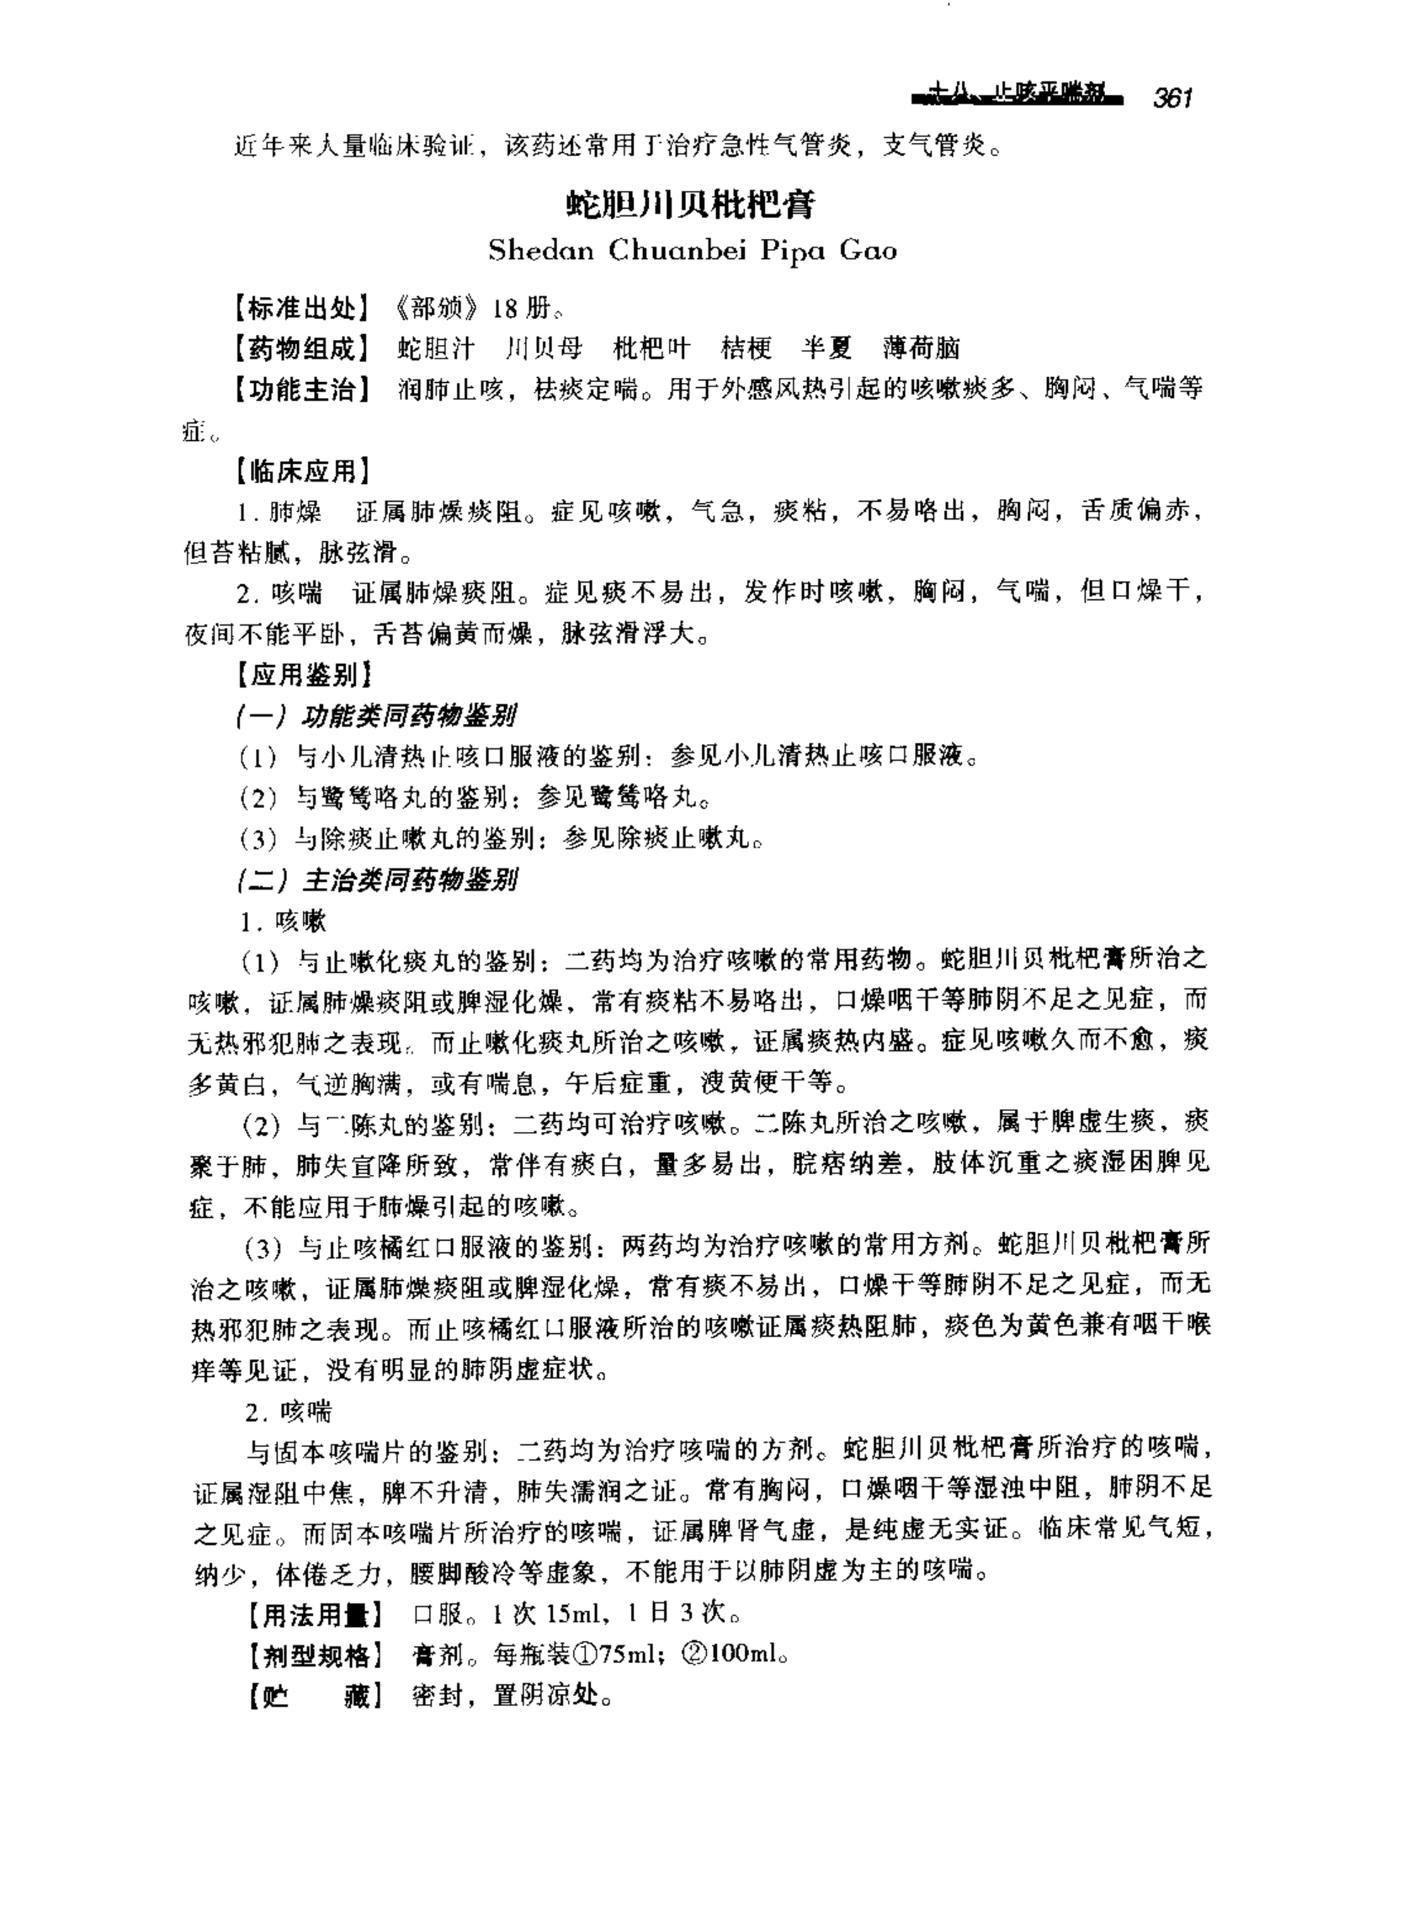 十八、止咳平喘剂 361
近年来大量临床验证，该药还常用于治疗急性气管炎，支气管炎。
蛇胆川贝枇杷膏
Shedan Chuanbei Pipa Gao
【标准出处】《部颁》18册。
【药物组成】 蛇胆汁 川贝母 枇杷叶 桔梗 半夏 薄荷脑
【功能主治】 润肺止咳，祛痰定喘。用于外感风热引起的咳嗽痰多、胸闷、气喘等
症。
【临床应用】
1. 肺燥 证属肺燥痰阻。症见咳嗽，气急，痰粘，不易咯出，胸闷，舌质偏赤，
但苔粘腻，脉弦滑。
2. 咳喘 证属肺燥痰阻。症见痰不易出，发作时咳嗽，胸闷，气喘，但口燥干，
夜间不能平卧，舌苔偏黄而燥，脉弦滑浮大。
【应用鉴别】
（一）功能类同药物鉴别
（1）与小儿清热止咳口服液的鉴别：参见小儿清热止咳口服液。
（2）与鹭鸶咯丸的鉴别：参见鹭鸶咯丸。
（3）与除痰止嗽丸的鉴别：参见除痰止嗽丸。
（二）主治类同药物鉴别
1. 咳嗽
（1）与止嗽化痰丸的鉴别：二药均为治疗咳嗽的常用药物。蛇胆川贝枇杷膏所治之
咳嗽，证属肺燥痰阻或脾湿化燥，常有痰粘不易咯出，口燥咽干等肺阴不足之见症，而
无热邪犯肺之表现。而止嗽化痰丸所治之咳嗽，证属痰热内盛。症见咳嗽久而不愈，痰
多黄白，气逆胸满，或有喘息，午后症重，溲黄便干等。
（2）与二陈丸的鉴别：二药均可治疗咳嗽。二陈丸所治之咳嗽，属于脾虚生痰，痰
聚于肺，肺失宣降所致，常伴有痰白，量多易出，脘痞纳差，肢体沉重之痰湿困脾见
症，不能应用于肺燥引起的咳嗽。
（3）与止咳橘红口服液的鉴别：两药均为治疗咳嗽的常用方剂。蛇胆川贝枇杷膏所
治之咳嗽，证属肺燥痰阻或脾湿化燥，常有痰不易出，口燥干等肺阴不足之见症，而无
热邪犯肺之表现。而止咳橘红口服液所治的咳嗽证属痰热阻肺，痰色为黄色兼有咽干喉
痒等见证，没有明显的肺阴虚症状。
2. 咳喘
与固本咳喘片的鉴别：二药均为治疗咳喘的方剂。蛇胆川贝枇杷膏所治疗的咳喘，
证属湿阻中焦，脾不升清，肺失濡润之证。常有胸闷，口燥咽干等湿浊中阻，肺阴不足
之见症。而固本咳喘片所治疗的咳喘，证属脾肾气虚，是纯虚无实证。临床常见气短，
纳少，体倦乏力，腰脚酸冷等虚象，不能用于以肺阴虚为主的咳喘。
【用法用量】 口服。1次15ml，1日3次。
【剂型规格】 膏剂。每瓶装①75ml；②100ml。
【贮 藏】 密封，置阴凉处。